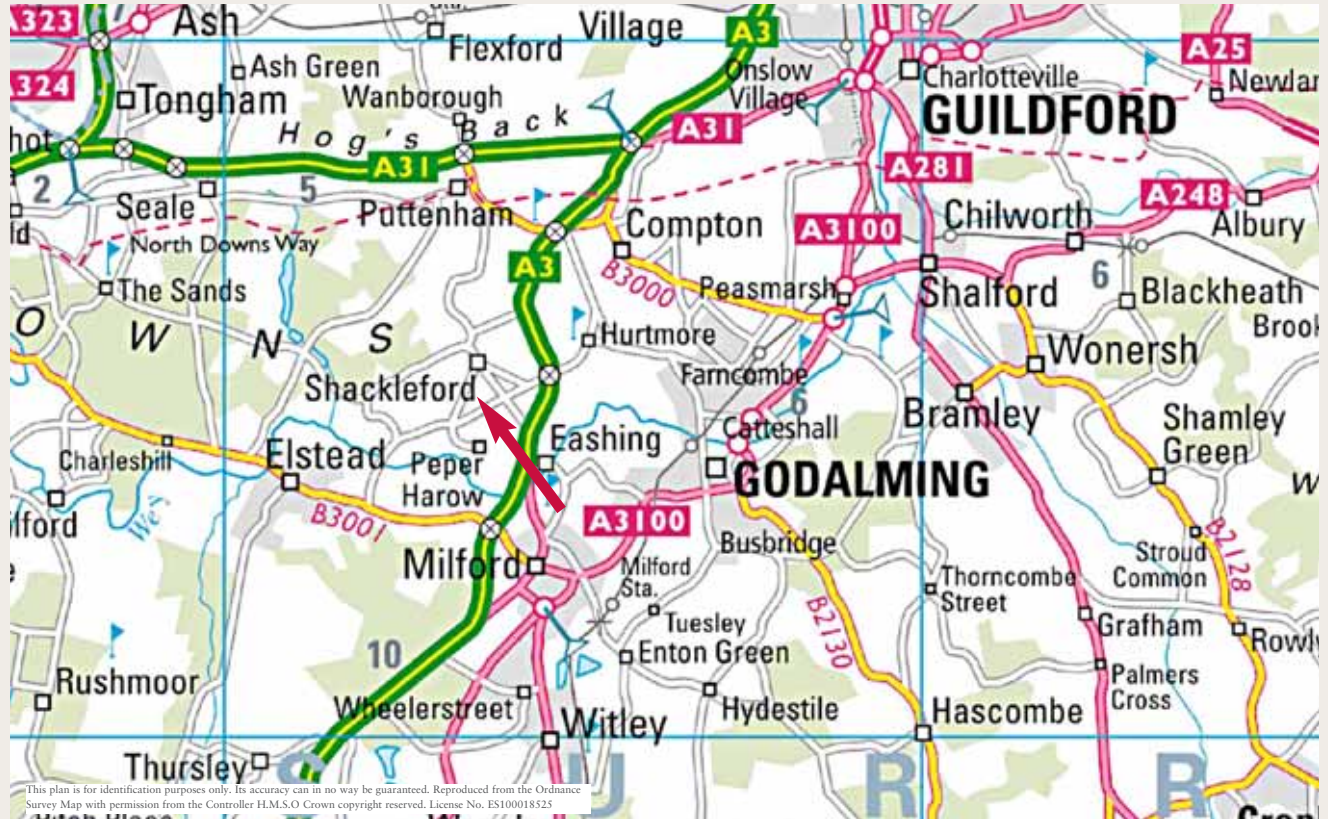 A323
Ash
Flexford
Village
A3
A25
324
Ash Green
Tongham
Wanborough
Onslow
Village
Charlotteville
Newlan
GUILDFORD
Hog's Back
A31
hot
2
A31
5
A281
A248
Seale
Puttenham
Compton
A3100
Chilworth
Albury
North Downs Way
A3
B3000
6
The Sands
Peasmarsh
Shalford
Blackheath
Brook
O W N S
Hurtmore
Wonersh
Shackleford
Farncombe
6
Bramley
Catteshall
Shamley
Green
Charleshill
Elstead
Peper
Harow
Eashing
GODALMING
W
lford
Wey
B3001
A3100
Busbridge
Stroud
Common
B2128
Milford
Milford
Sta.
Thorncombe
Street
Tuesley
B2130
Grafham
Rowly
10
Enton Green
Rushmoor
Palmers
Cross
Wheelerstreet
Hydestile
Witley
Hascombe
Thursley
S U R R
This plan is for identification purposes only. Its accuracy can in no way be guaranteed. Reproduced from the Ordnance
Survey Map with permission from the Controller H.M.S.O Crown copyright reserved. License No. ES100018525